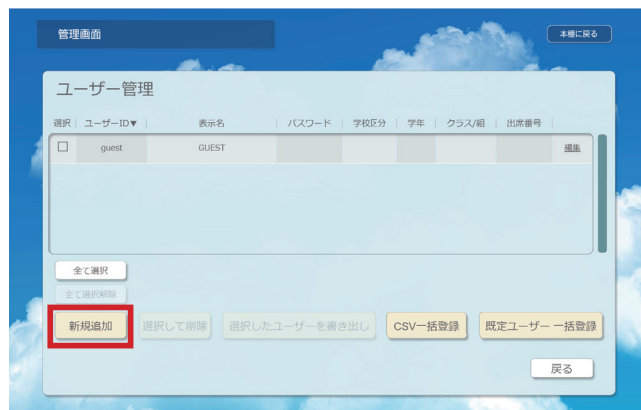 管理画面 本棚に戻る
ユーザー管理
選択 ユーザーID▼ 表示名 パスワード 学校区分 学年 クラス/組 出席番号
guest GUEST 編集
全て選択
全て選択解除
新規追加 選択して削除 選択したユーザーを書き出し CSV一括登録 既定ユーザー 一括登録
戻る